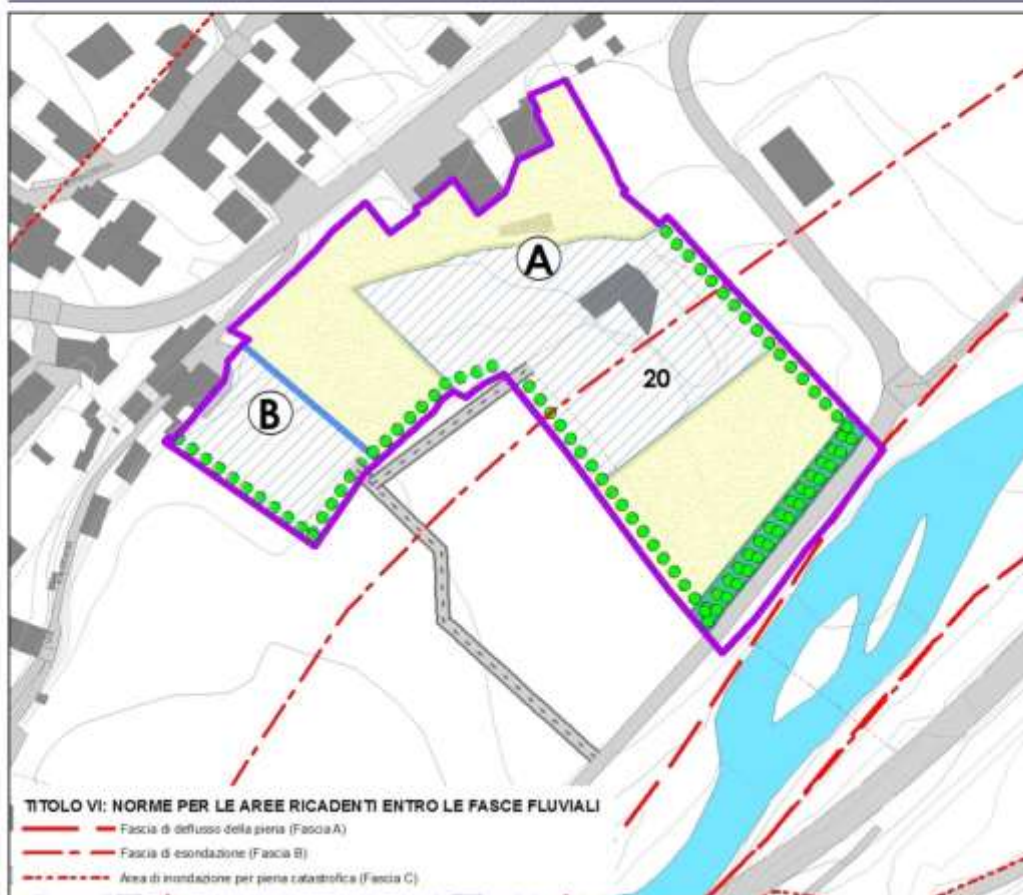 A
20
B
TITOLO VI: NORME PER LE AREE RICADENTI ENTRO LE FASCE FLUVIALI
Fascia di deflusso della piena (Fascia A)
Fascia di esondazione (Fascia B)
Area di inondazione per piena catastrofica (Fascia C)